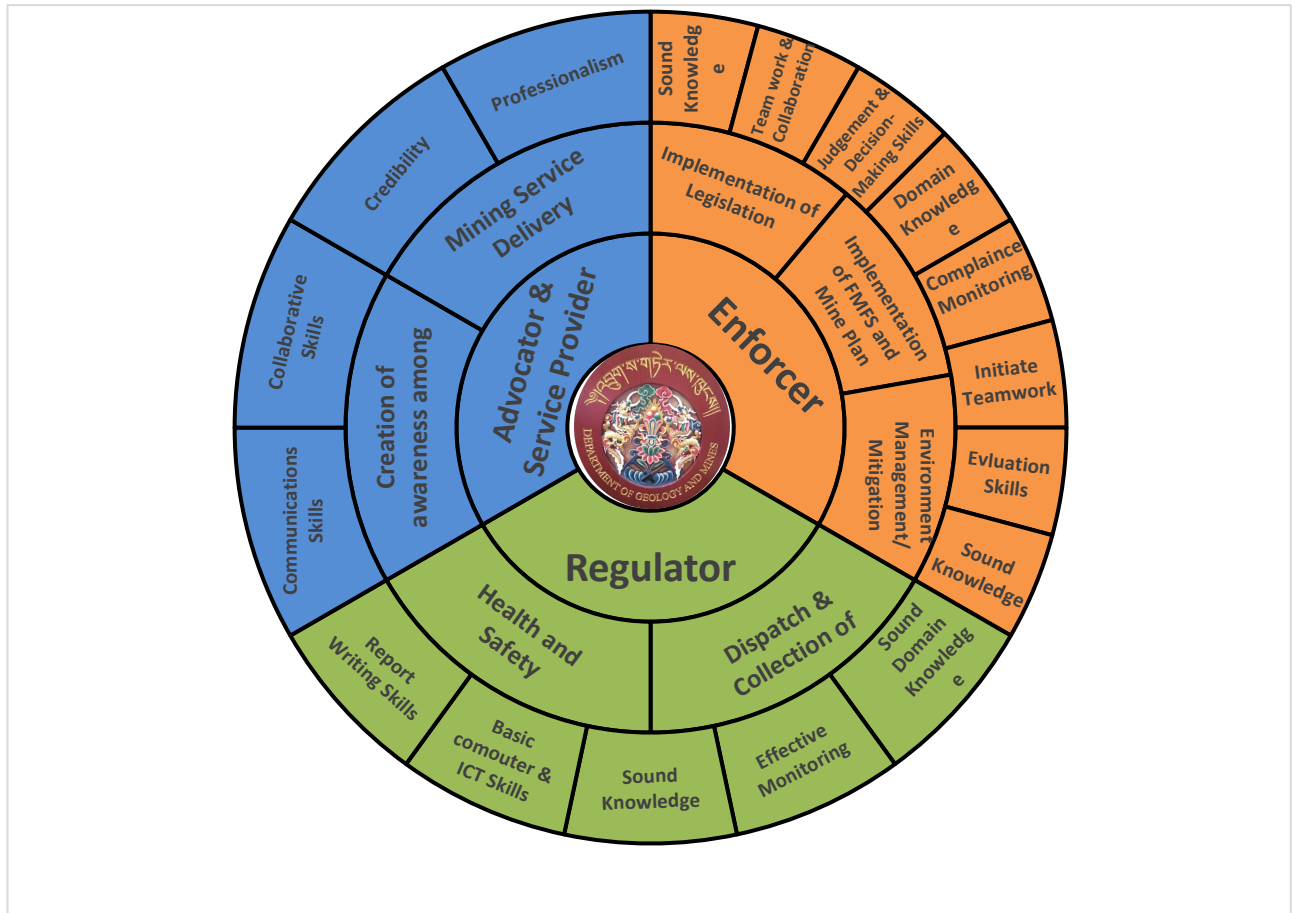 Sound
Knowledg
e
Team work &
Collaboration
Judgement &
Decision-
Making Skills
Domain
Knowledg
e
Complaince
Monitoring
Initiate
Teamwork
Evluation
Skills
Sound
Knowledge
Sound
Domain
Knowledg
e
Effective
Monitoring
Sound
Knowledge
Basic
comouter &
ICT Skills
Report
Writing Skills
Communications
Skills
Collaborative
Skills
Credibility
Professionalism
Implementation of
Legislation
Implementation
of FMFS and
Mine Plan
Environment
Management/
Mitigation
Dispatch &
Collection of
Health and
Safety
Creation of
awareness among
Mining Service
Delivery
Enforcer
Regulator
Advocator &
Service Provider
DEPARTMENT OF GEOLOGY AND MINES